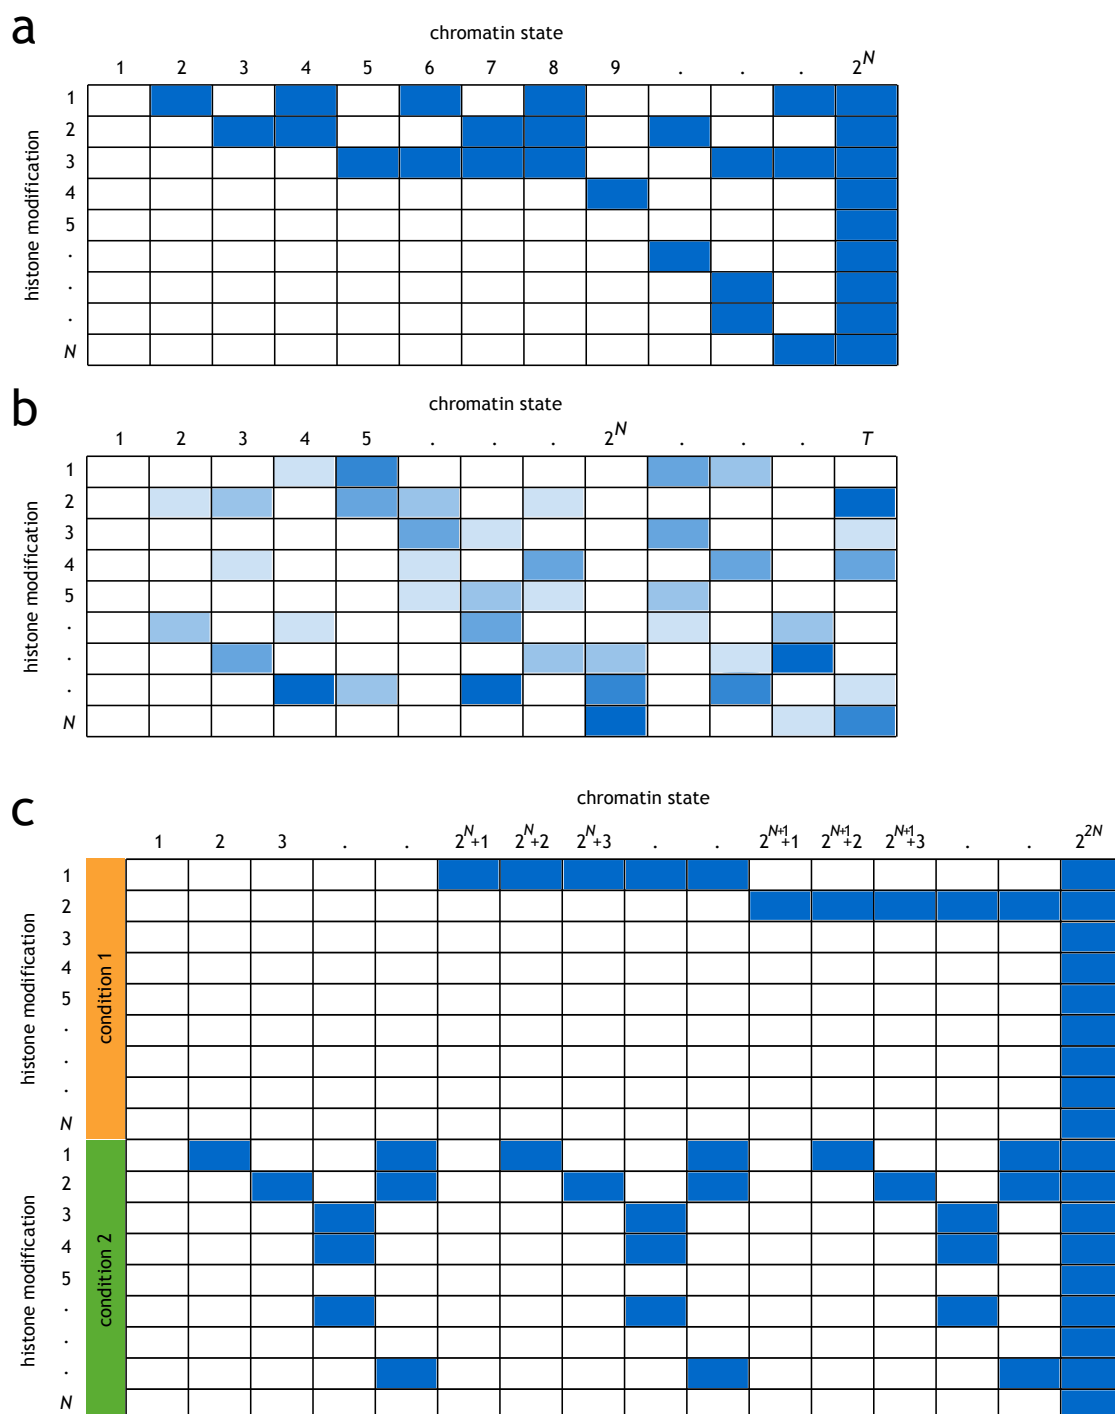 a
chromatin state
1 2 3 4 5 6 7 8 9 . . . 2^N
histone modification
1
2
3
4
5
.
.
.
N
b
chromatin state
1 2 3 4 5 . . . 2^N . . . T
histone modification
1
2
3
4
5
.
.
.
N
c
chromatin state
1 2 3 . . 2^N+1 2^N+2 2^N+3 . . 2^N+1+1 2^N+1+2 2^N+1+3 . . 2^2N
histone modification
condition 1
1
2
3
4
5
.
.
.
N
histone modification
condition 2
1
2
3
4
5
.
.
.
N